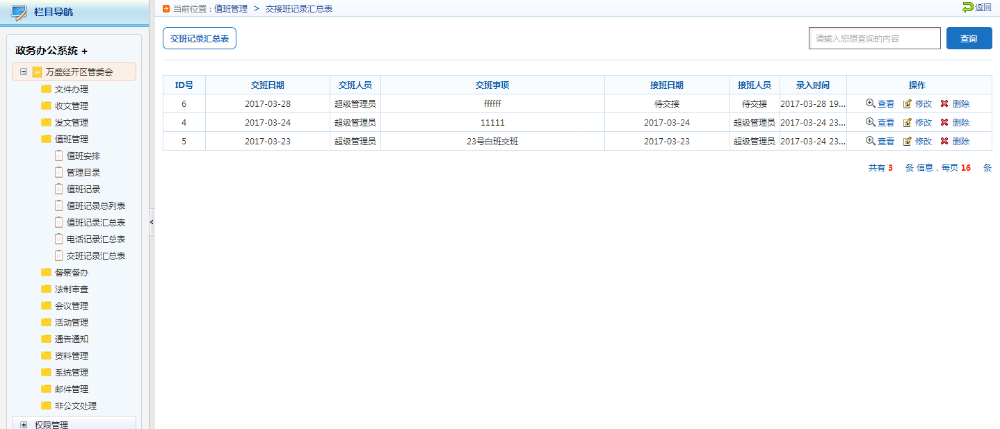 栏目导航
政务办公系统 +
万盛经开区管委会
文件办理
收文管理
发文管理
值班管理
值班安排
管理目录
值班记录
值班记录总列表
值班记录汇总表
电话记录汇总表
交班记录汇总表
督察督办
法制审查
会议管理
活动管理
通告通知
资料管理
系统管理
邮件管理
非公文处理
权限管理
当前位置：值班管理 > 交接班记录汇总表 返回
交班记录汇总表 请输入您想查询的内容 查询
ID号 交班日期 交班人员 交班事项 接班日期 接班人员 录入时间 操作
6 2017-03-28 超级管理员 ffffff 待交接 待交接 2017-03-28 19... 查看 修改 删除
4 2017-03-24 超级管理员 11111 2017-03-24 超级管理员 2017-03-24 23... 查看 修改 删除
5 2017-03-23 超级管理员 23号白班交班 2017-03-23 超级管理员 2017-03-24 23... 查看 修改 删除
共有 3 条 信息，每页 16 条